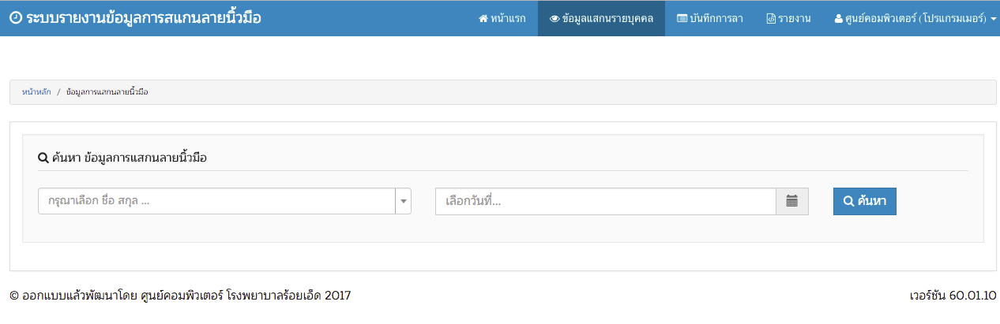 ระบบรายงานข้อมูลการสแกนลายนิ้วมือ หน้าแรก ข้อมูลแสกนรายบุคคล บันทึกการลา รายงาน ศูนย์คอมพิวเตอร์ (โปรแกรมเมอร์)
หน้าหลัก / ข้อมูลการแสกนลายนิ้วมือ
ค้นหา ข้อมูลการแสกนลายนิ้วมือ
กรุณาเลือก ชื่อ สกุล ... เลือกวันที่... ค้นหา
© ออกแบบแล้วพัฒนาโดย ศูนย์คอมพิวเตอร์ โรงพยาบาลร้อยเอ็ด 2017 เวอร์ชัน 60.01.10